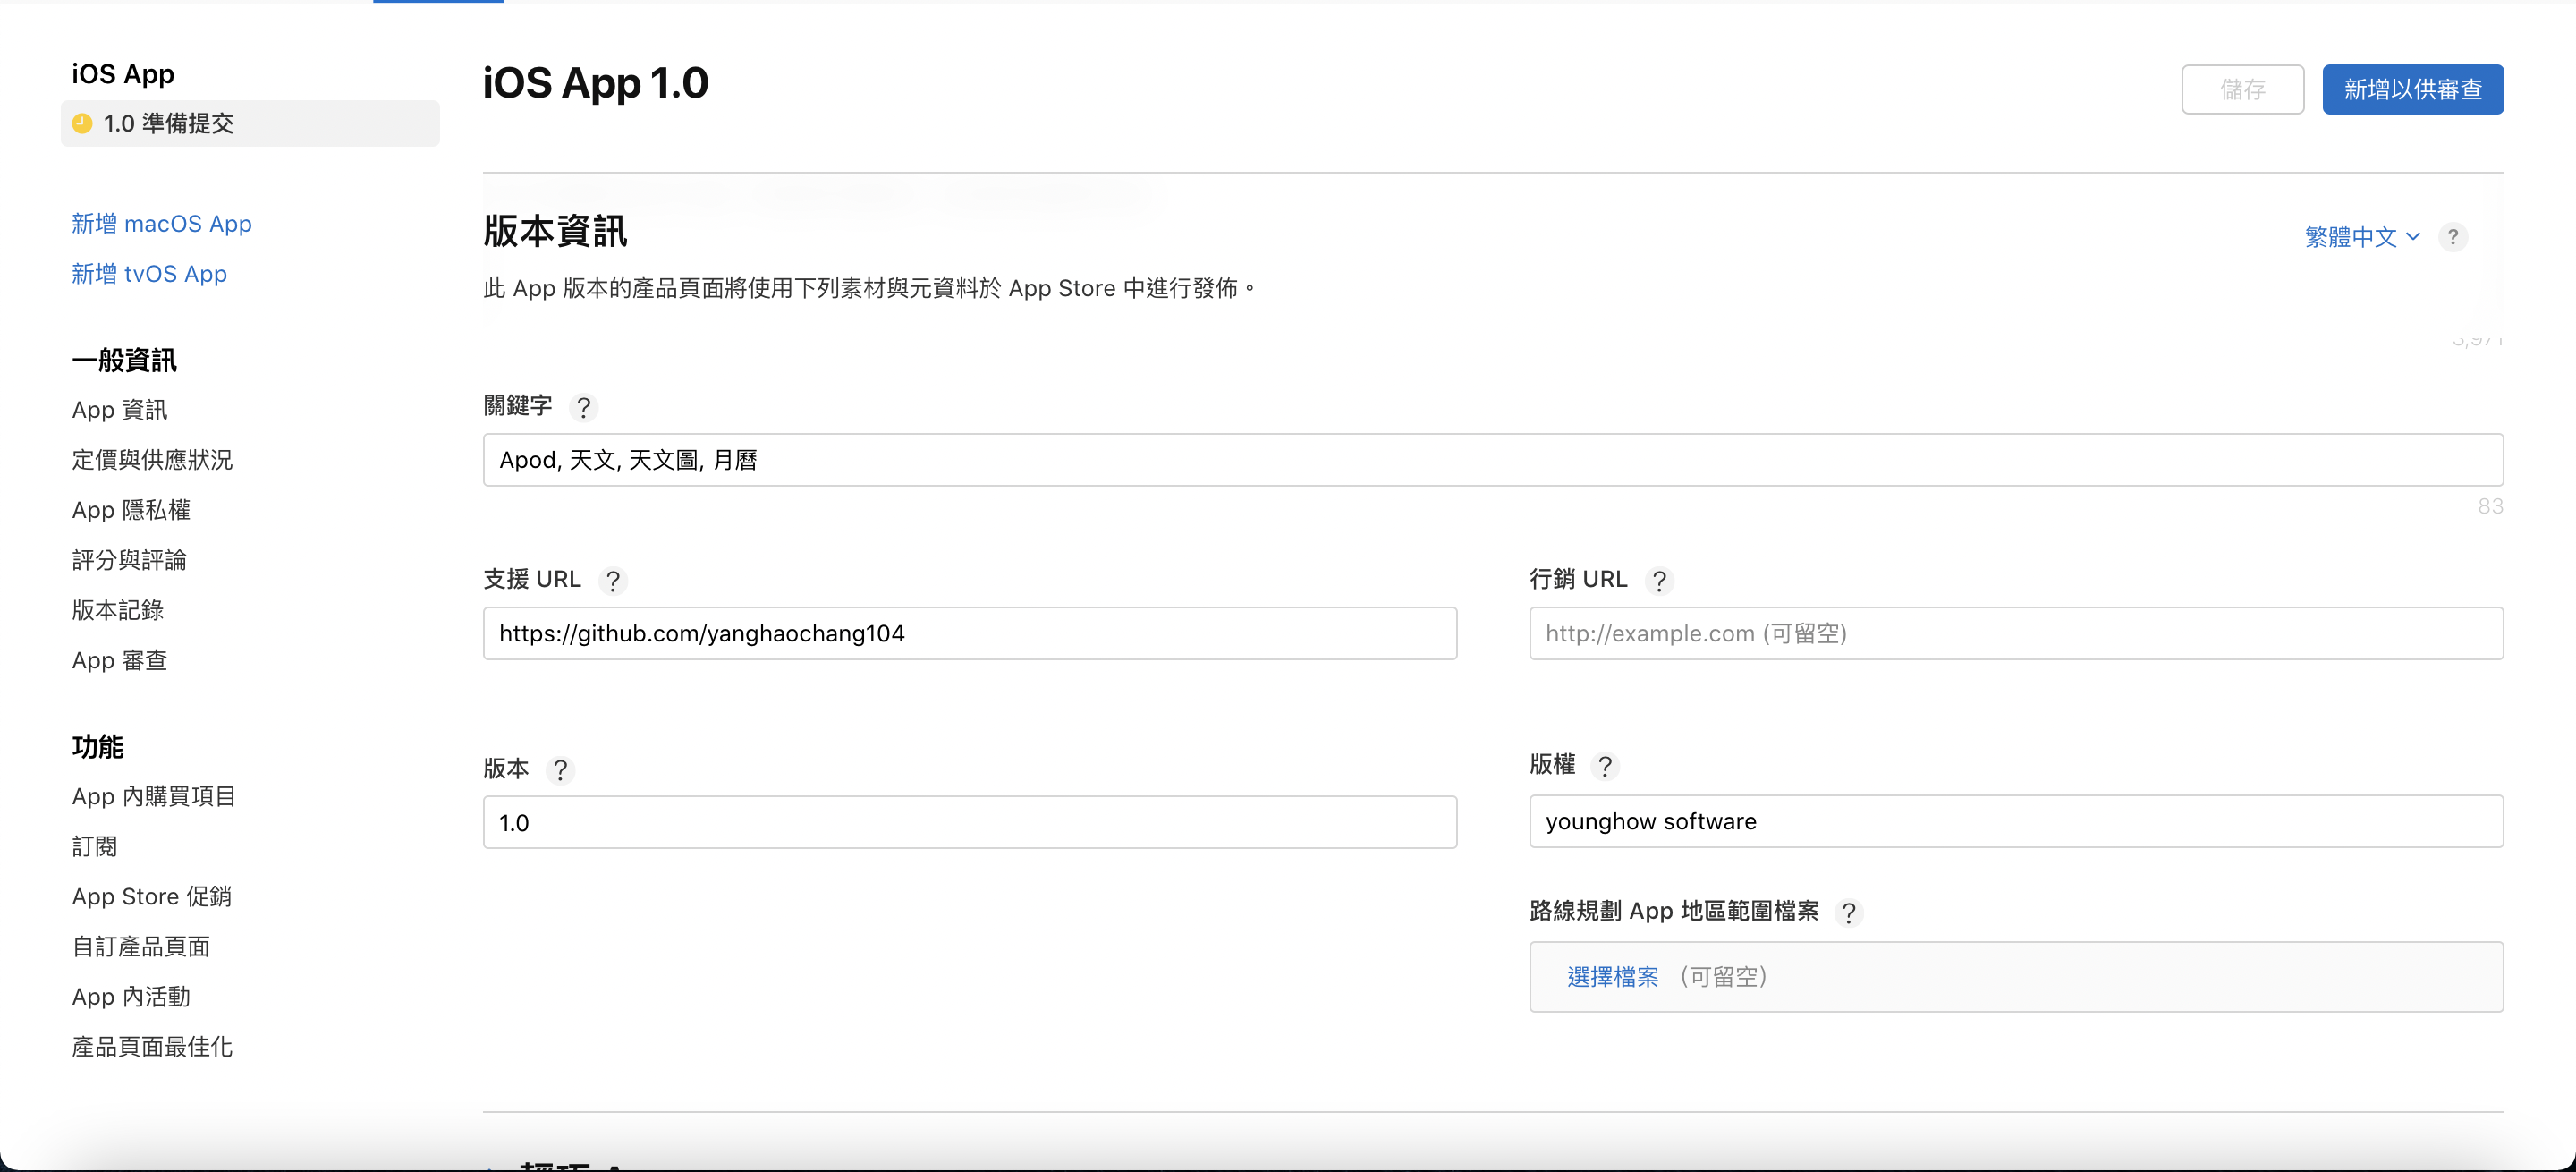 iOS App
1.0 準備提交
新增 macOS App
新增 tvOS App
一般資訊
App 資訊
定價與供應狀況
App 隱私權
評分與評論
版本記錄
App 審查
功能
App 內購買項目
訂閱
App Store 促銷
自訂產品頁面
App 內活動
產品頁面最佳化
iOS App 1.0
儲存
新增以供審查
版本資訊
繁體中文
?
此 App 版本的產品頁面將使用下列素材與元資料於 App Store 中進行發佈。
關鍵字 ?
Apod, 天文, 天文圖, 月曆
83
支援 URL ?
https://github.com/yanghaochang104
行銷 URL ?
http://example.com (可留空)
版本 ?
1.0
版權 ?
younghow software
路線規劃 App 地區範圍檔案 ?
選擇檔案 (可留空)